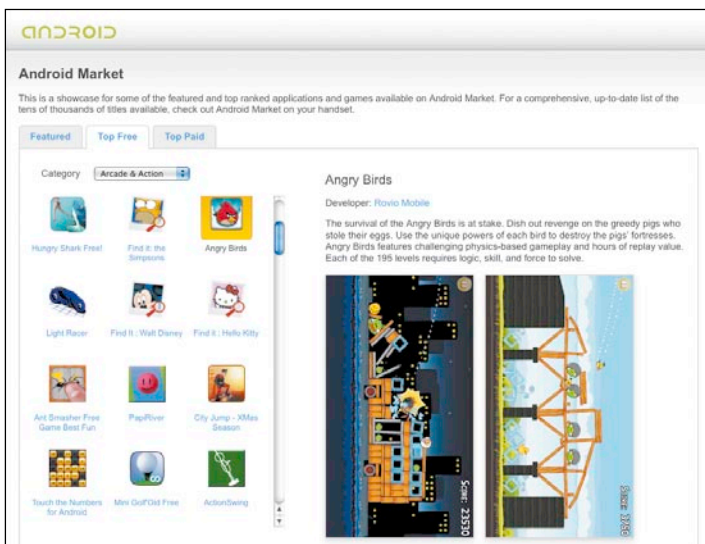 ANDROID
Android Market
This is a showcase for some of the featured and top ranked applications and games available on Android Market. For a comprehensive, up-to-date list of the
tens of thousands of titles available, check out Android Market on your handset.
Featured Top Free Top Paid
Category Arcade & Action
Hungry Shark Free!
Find it: the
Simpsons
Angry Birds
Light Racer
Find It : Walt Disney
Find it : Hello Kitty
Ant Smasher Free
Game Best Fun
PapiRiver
City Jump - XMas
Season
Touch the Numbers
for Android
Mini Golf'Oid Free
ActionSwing
Angry Birds
Developer: Rovio Mobile
The survival of the Angry Birds is at stake. Dish out revenge on the greedy pigs who
stole their eggs. Use the unique powers of each bird to destroy the pigs' fortresses.
Angry Birds features challenging physics-based gameplay and hours of replay value.
Each of the 195 levels requires logic, skill, and force to solve.
SCORE: 23530
SCORE: